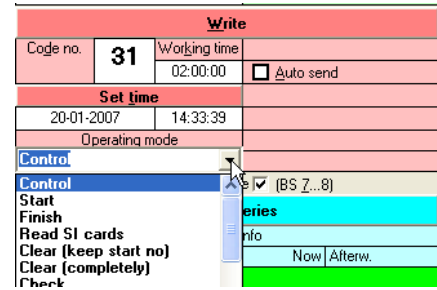 Write
Code no. 31 Working time
02:00:00 Auto send
Set time
20-01-2007 14:33:39
Operating mode
Control
Control e (BS 7...8)
Start
Finish eries
Read SI cards nfo
Clear (keep start no) Now Afterw.
Clear (completely)
Check